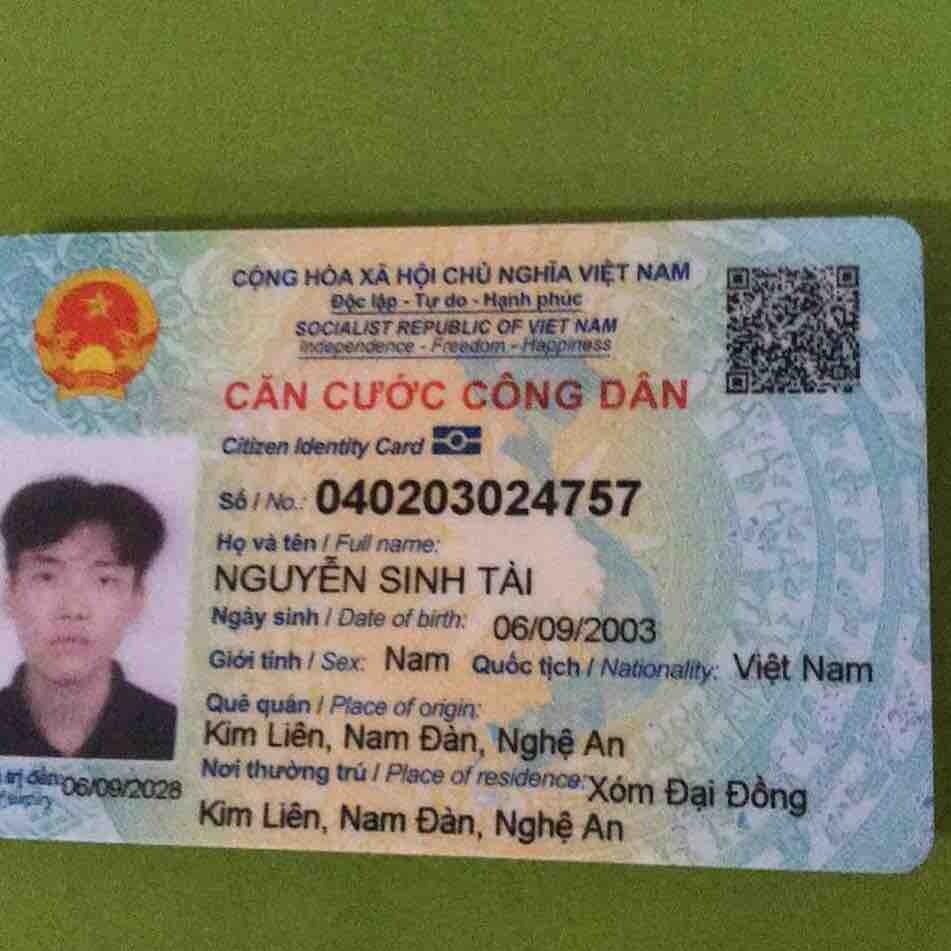 CỘNG HÒA XÃ HỘI CHỦ NGHĨA VIỆT NAM
Độc lập - Tự do - Hạnh phúc
SOCIALIST REPUBLIC OF VIET NAM
Independence - Freedom - Happiness
CĂN CƯỚC CÔNG DÂN
Citizen Identity Card
Số / No.: 040203024757
Họ và tên / Full name:
NGUYỄN SINH TÀI
Ngày sinh / Date of birth: 06/09/2003
Giới tính / Sex: Nam Quốc tịch / Nationality: Việt Nam
Quê quán / Place of origin:
Kim Liên, Nam Đàn, Nghệ An
Nơi thường trú / Place of residence: Xóm Đại Đồng
Kim Liên, Nam Đàn, Nghệ An
trị đến: 06/09/2028
expiry